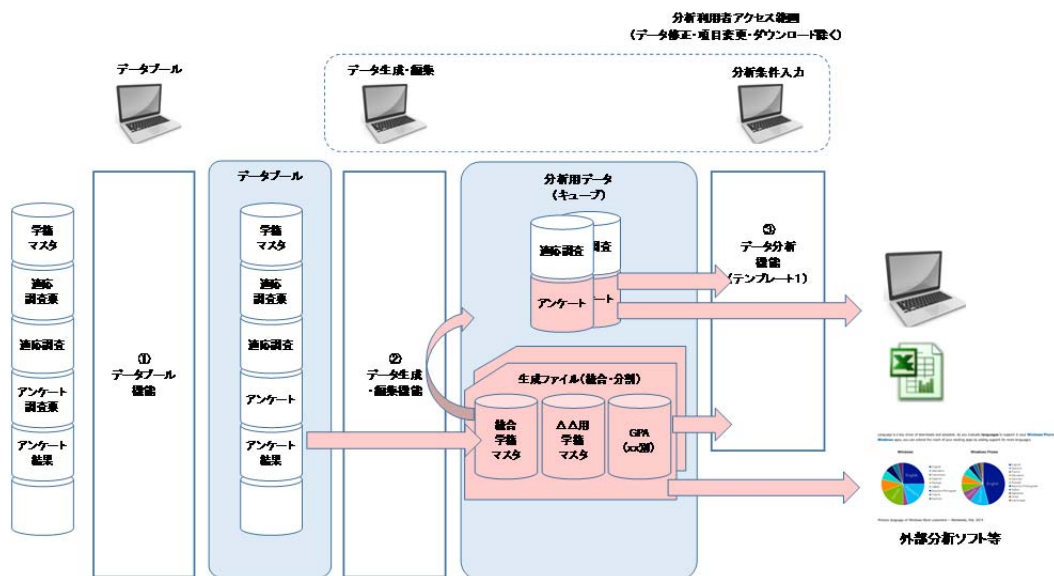 分析利用者アクセス範囲
(データ修正・項目変更・ダウンロード除く)
データプール
データ生成・編集
分析条件入力
学籍
マスタ
適応
調査票
適応調査
アンケート
調査票
アンケート
結果
①
データプール
機能
データプール
学籍
マスタ
適応
調査票
適応調査
アンケート
アンケート
結果
②
データ生成
・編集機能
分析用データ
(キューブ)
適応調査
調査
アンケート
ート
生成ファイル(統合・分割)
統合
学籍
マスタ
△△用
学籍
マスタ
GPA
(xx別)
③
データ分析
機能
(テンプレート1)
Windows
Windows Phone
English
外部分析ソフト等